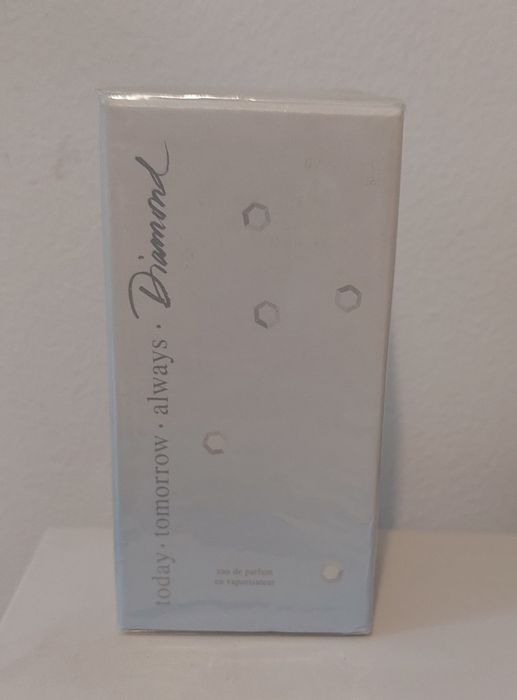 today · tomorrow · always · Diamond
eau de parfum
en vaporisateur